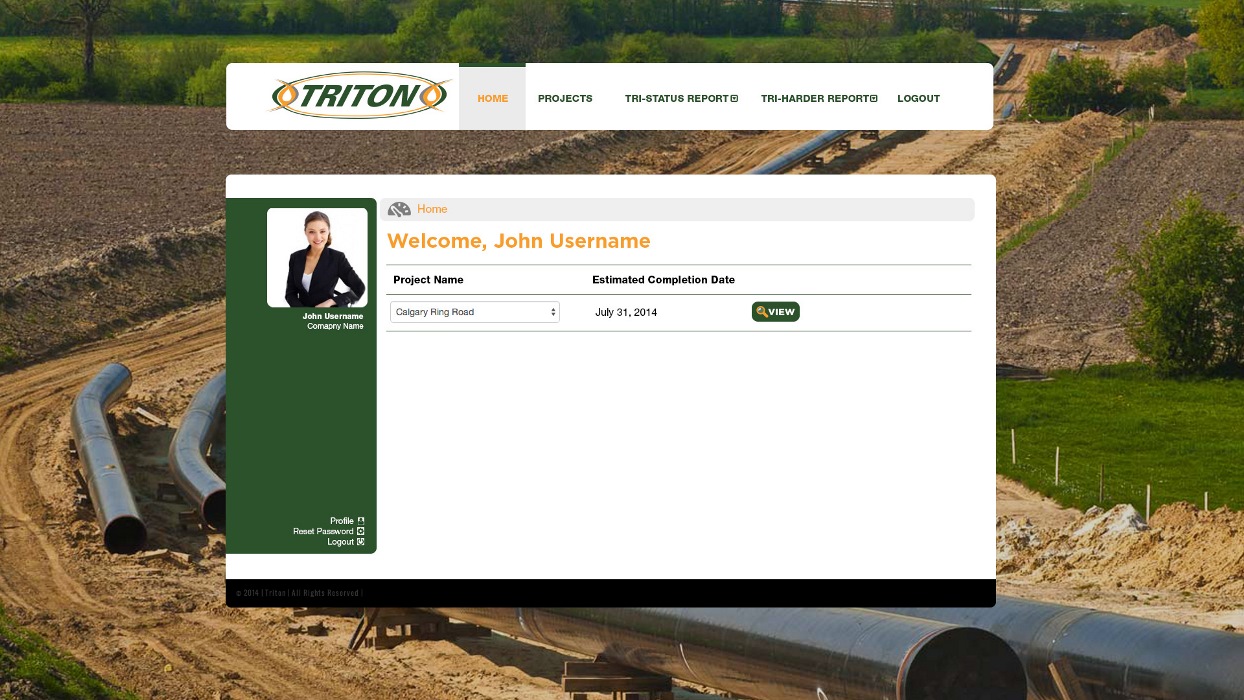 TRITON
HOME PROJECTS TRI-STATUS REPORT TRI-HARDER REPORT LOGOUT
Home
Welcome, John Username
Project Name Estimated Completion Date
Calgary Ring Road July 31, 2014 VIEW
John Username
Comapny Name
Profile
Reset Password
Logout
© 2014 | Triton | All Rights Reserved |